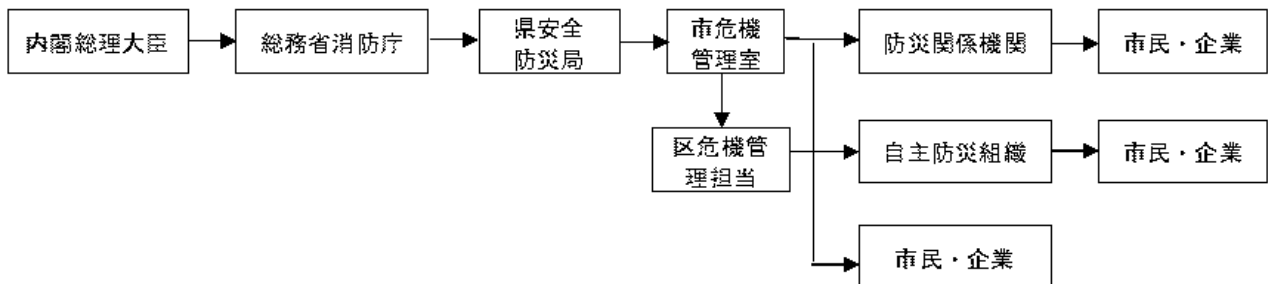 内閣総理大臣
総務省消防庁
県安全
防災局
市危機
管理室
防災関係機関
市民・企業
区危機管
理担当
自主防災組織
市民・企業
市民・企業